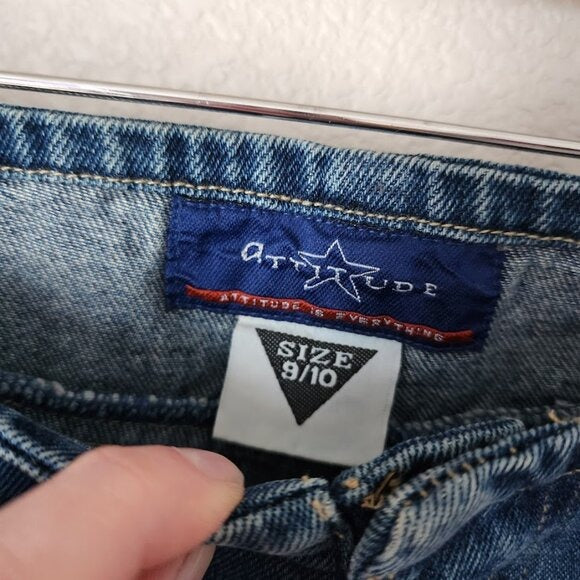 aTTITUDE
ATTITUDE IS EVERYTHING
SIZE
9/10